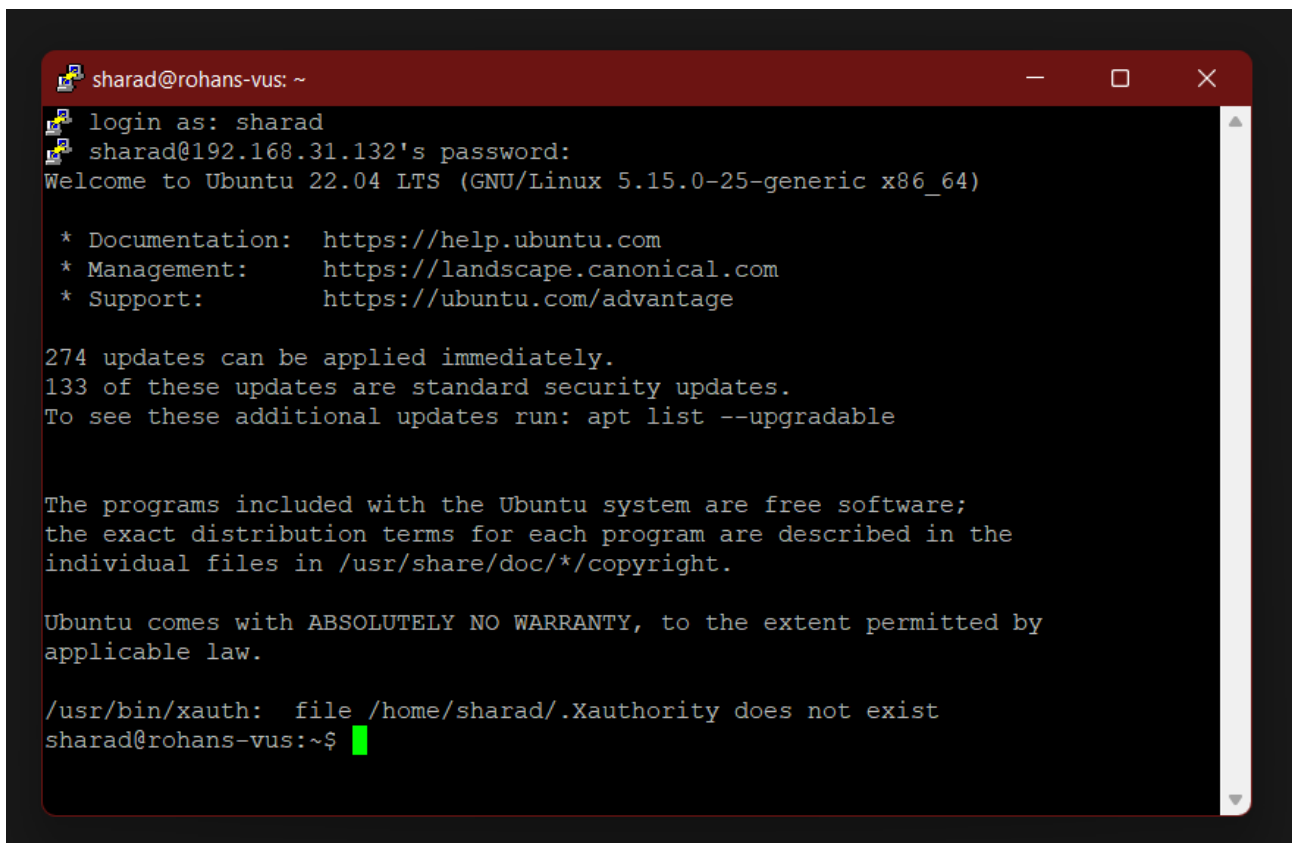 sharad@rohans-vus: ~
login as: sharad
sharad@192.168.31.132's password:
Welcome to Ubuntu 22.04 LTS (GNU/Linux 5.15.0-25-generic x86_64)
* Documentation:  https://help.ubuntu.com
* Management:     https://landscape.canonical.com
* Support:        https://ubuntu.com/advantage
274 updates can be applied immediately.
133 of these updates are standard security updates.
To see these additional updates run: apt list --upgradable
The programs included with the Ubuntu system are free software;
the exact distribution terms for each program are described in the
individual files in /usr/share/doc/*/copyright.
Ubuntu comes with ABSOLUTELY NO WARRANTY, to the extent permitted by
applicable law.
/usr/bin/xauth:  file /home/sharad/.Xauthority does not exist
sharad@rohans-vus:~$